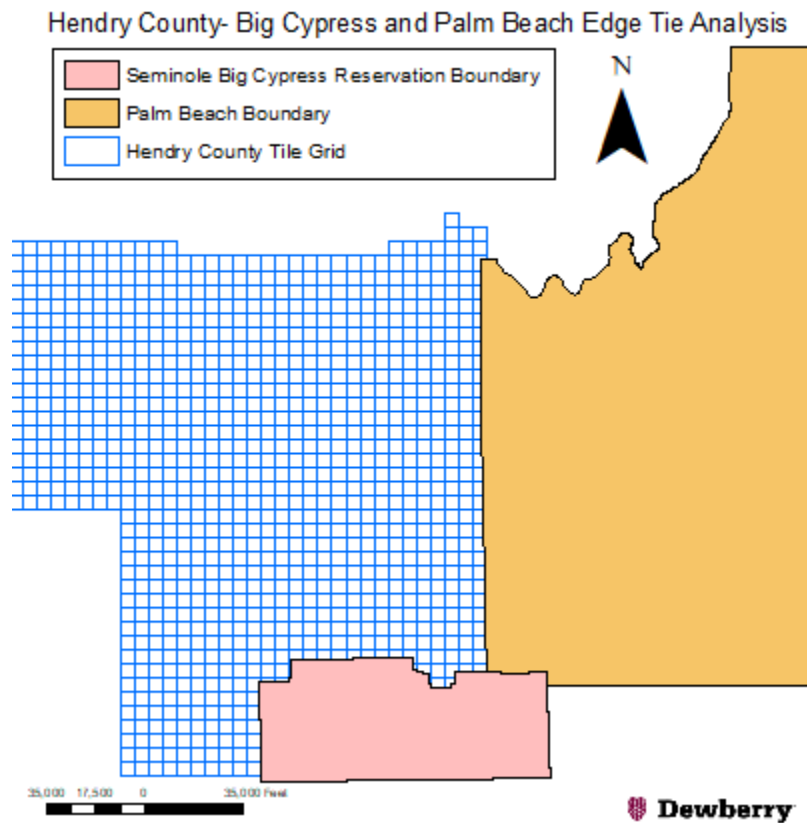 Hendry County- Big Cypress and Palm Beach Edge Tie Analysis
Seminole Big Cypress Reservation Boundary
Palm Beach Boundary
Hendry County Tile Grid
N
35,000 17,500 0 35,000 Feet
Dewberry